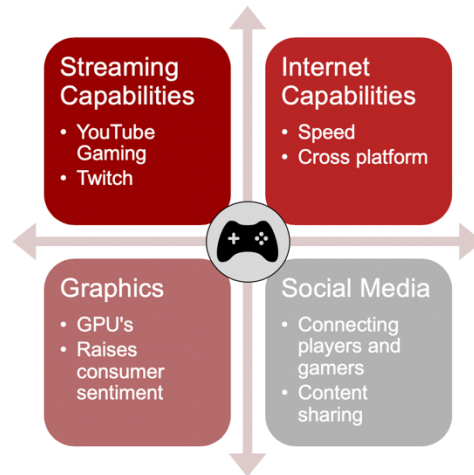 Streaming
Capabilities
• YouTube
Gaming
• Twitch
Internet
Capabilities
• Speed
• Cross platform
Graphics
• GPU's
• Raises
consumer
sentiment
Social Media
• Connecting
players and
gamers
• Content
sharing